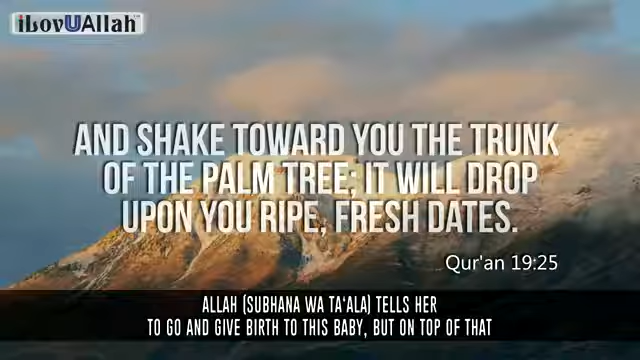 iLovUAllah
AND SHAKE TOWARD YOU THE TRUNK
OF THE PALM TREE; IT WILL DROP
UPON YOU RIPE, FRESH DATES.
Qur'an 19:25
ALLAH (SUBHANA WA TA'ALA) TELLS HER
TO GO AND GIVE BIRTH TO THIS BABY, BUT ON TOP OF THAT